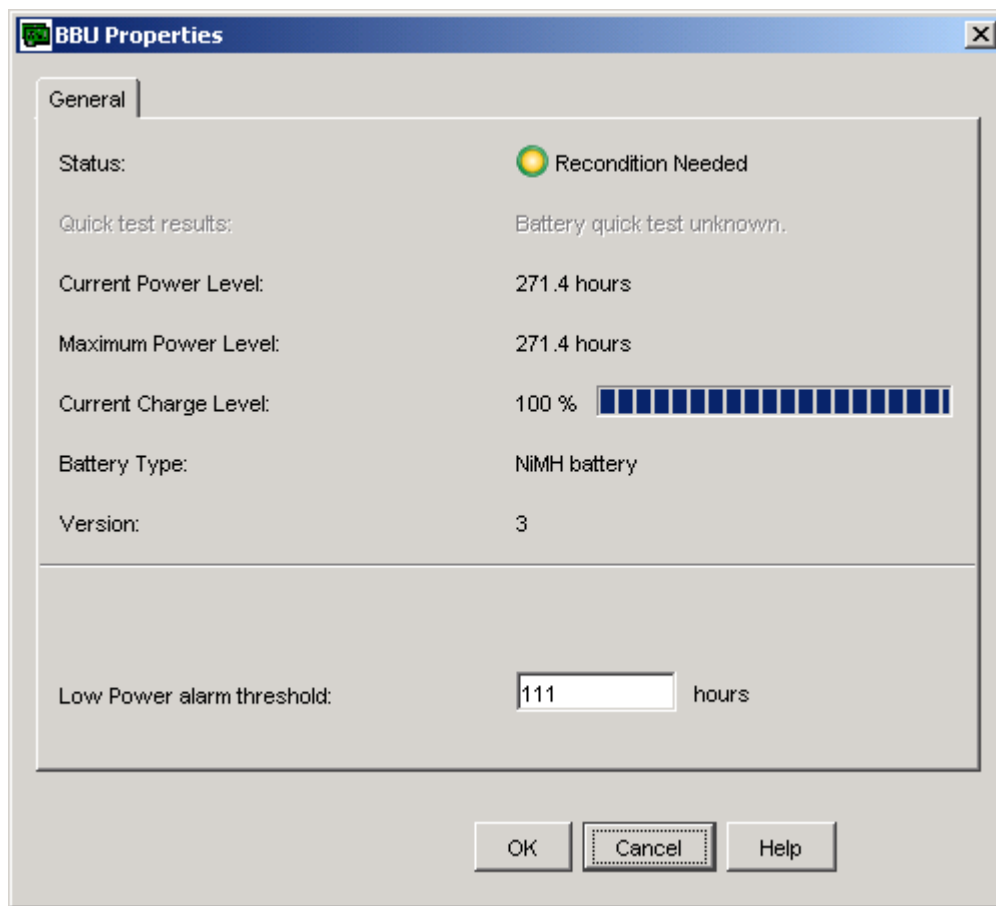 BBU Properties
General
Status: Recondition Needed
Quick test results: Battery quick test unknown.
Current Power Level: 271.4 hours
Maximum Power Level: 271.4 hours
Current Charge Level: 100 %
Battery Type: NiMH battery
Version: 3
Low Power alarm threshold: 111 hours
OK Cancel Help